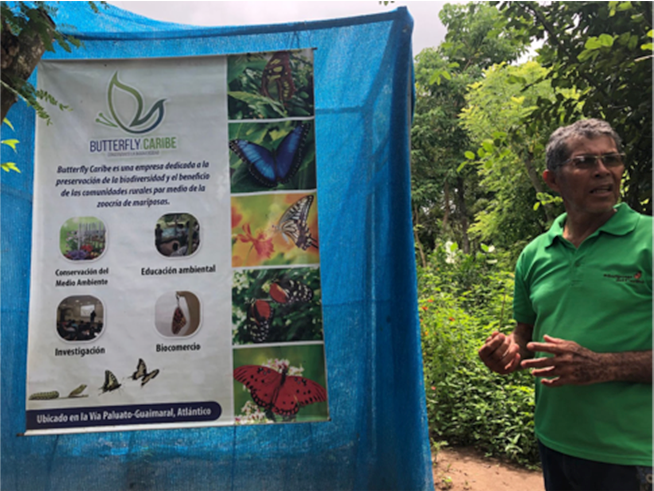 BUTTERFLY.CARIBE
Butterfly Caribe es una empresa dedicada a la
preservación de la biodiversidad y el beneficio
de las comunidades rurales por medio de la
zoocría de mariposas.
Conservación del
Medio Ambiente
Educación ambiental
Investigación
Biocomercio
Ubicado en la Vía Paluato-Guaimaral, Atlántico